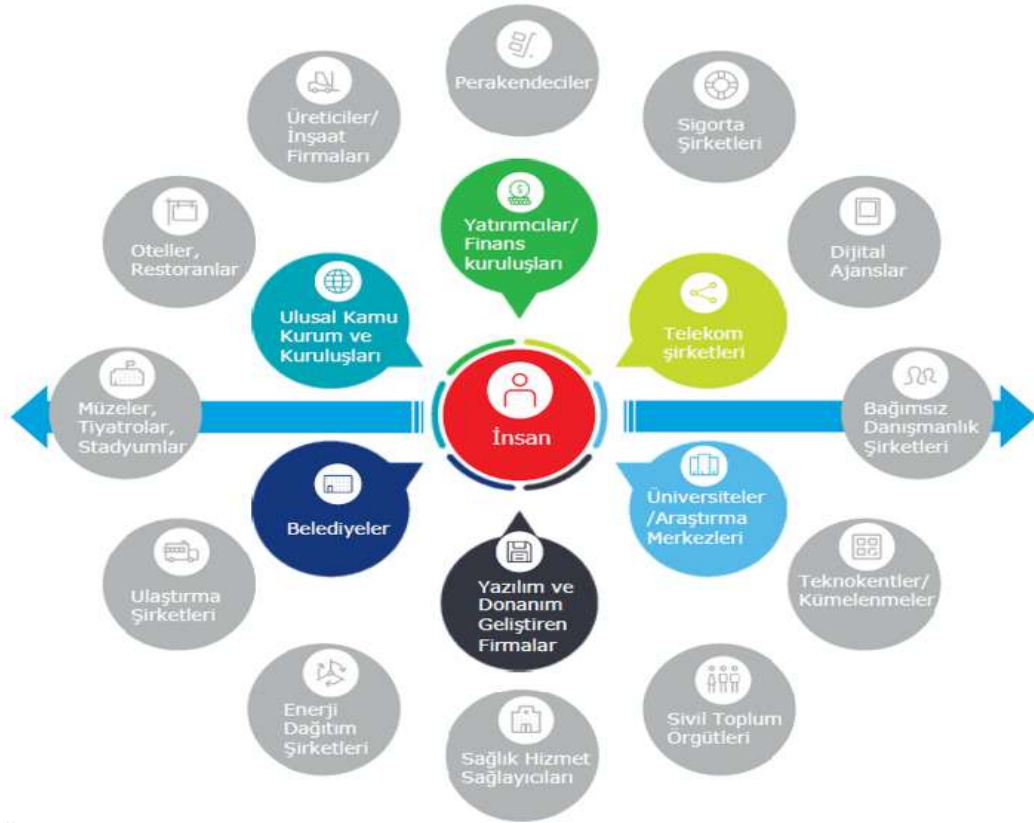 Perakendeciler
Üreticiler/
İnşaat
Firmaları
Sigorta
Şirketleri
Oteller,
Restoranlar
Yatırımcılar/
Finans
kuruluşları
Dijital
Ajanslar
Ulusal Kamu
Kurum ve
Kuruluşları
Telekom
şirketleri
Müzeler,
Tiyatrolar,
Stadyumlar
İnsan
Bağımsız
Danışmanlık
Şirketleri
Belediyeler
Üniversiteler
/Araştırma
Merkezleri
Ulaştırma
Şirketleri
Yazılım ve
Donanım
Geliştiren
Firmalar
Teknokentler/
Kümelenmeler
Enerji
Dağıtım
Şirketleri
Sağlık Hizmet
Sağlayıcıları
Sivil Toplum
Örgütleri